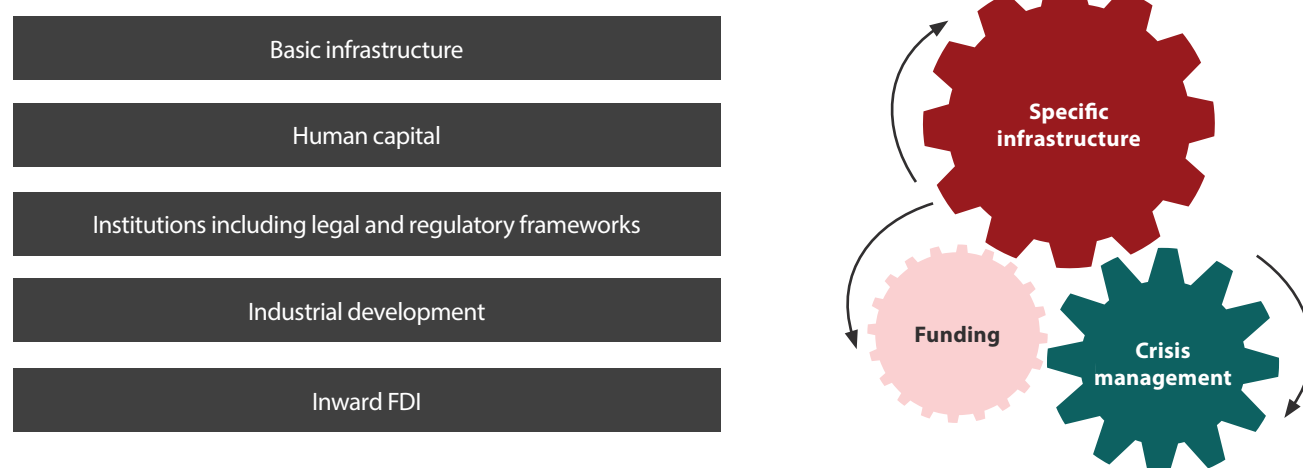 Basic infrastructure
Human capital
Institutions including legal and regulatory frameworks
Industrial development
Inward FDI
Specific
infrastructure
Funding
Crisis
management